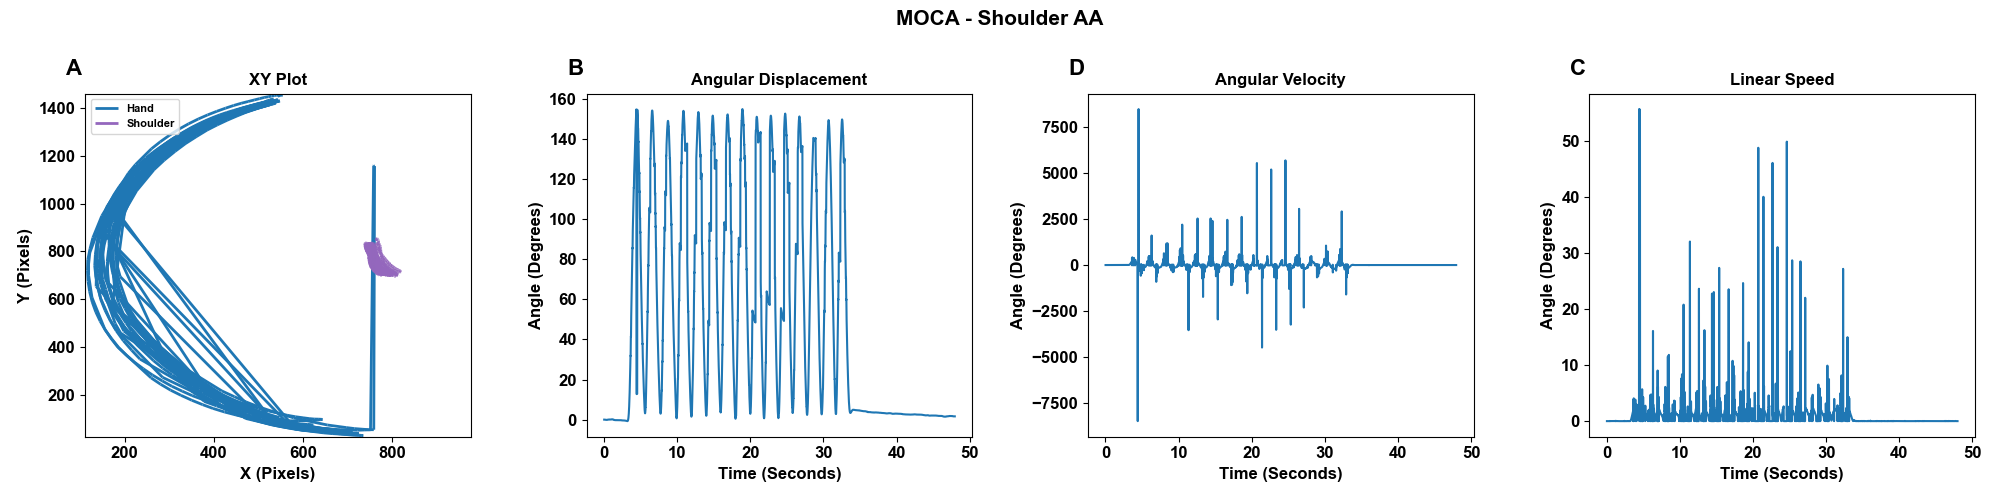 MOCA - Shoulder AA
A
XY Plot
Hand
Shoulder
1400
1200
1000
800
600
400
200
200
400
600
800
Y (Pixels)
X (Pixels)
B
Angular Displacement
160
140
120
100
80
60
40
20
0
0
10
20
30
40
50
Angle (Degrees)
Time (Seconds)
D
Angular Velocity
7500
5000
2500
0
−2500
−5000
−7500
0
10
20
30
40
50
Angle (Degrees)
Time (Seconds)
C
Linear Speed
50
40
30
20
10
0
0
10
20
30
40
50
Angle (Degrees)
Time (Seconds)